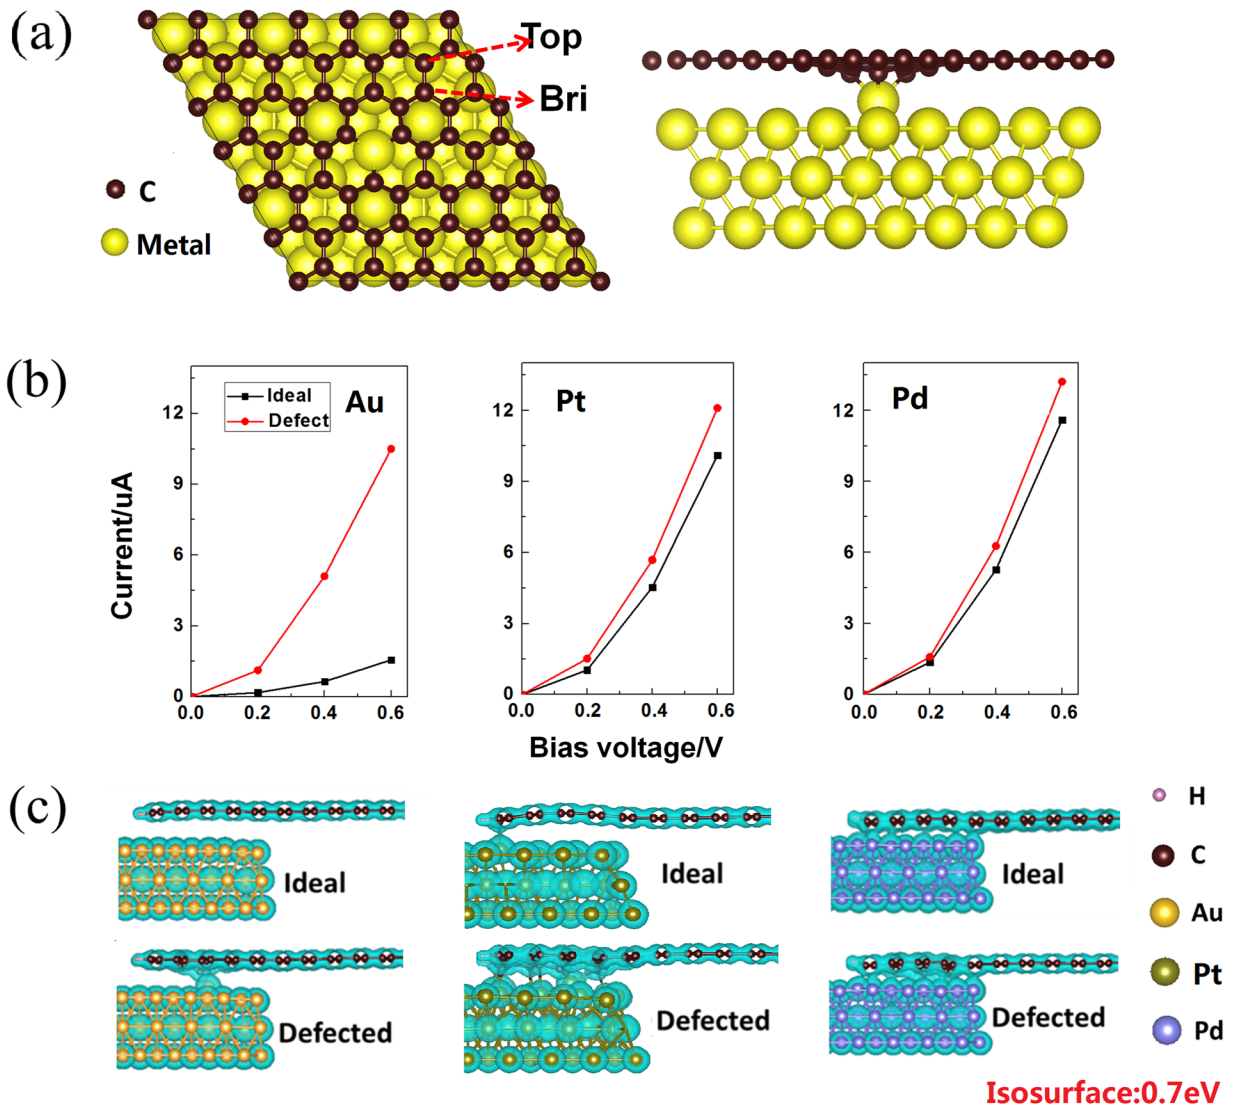 (a)
Top
Bri
C
Metal
(b)
Current/uA
12
9
6
3
0
0.0 0.2 0.4 0.6
Ideal
Defect
Au
12
9
6
3
0
0.0 0.2 0.4 0.6
Pt
12
9
6
3
0
0.0 0.2 0.4 0.6
Pd
Bias voltage/V
(c)
Ideal
Ideal
Ideal
Defected
Defected
Defected
H
C
Au
Pt
Pd
Isosurface:0.7eV